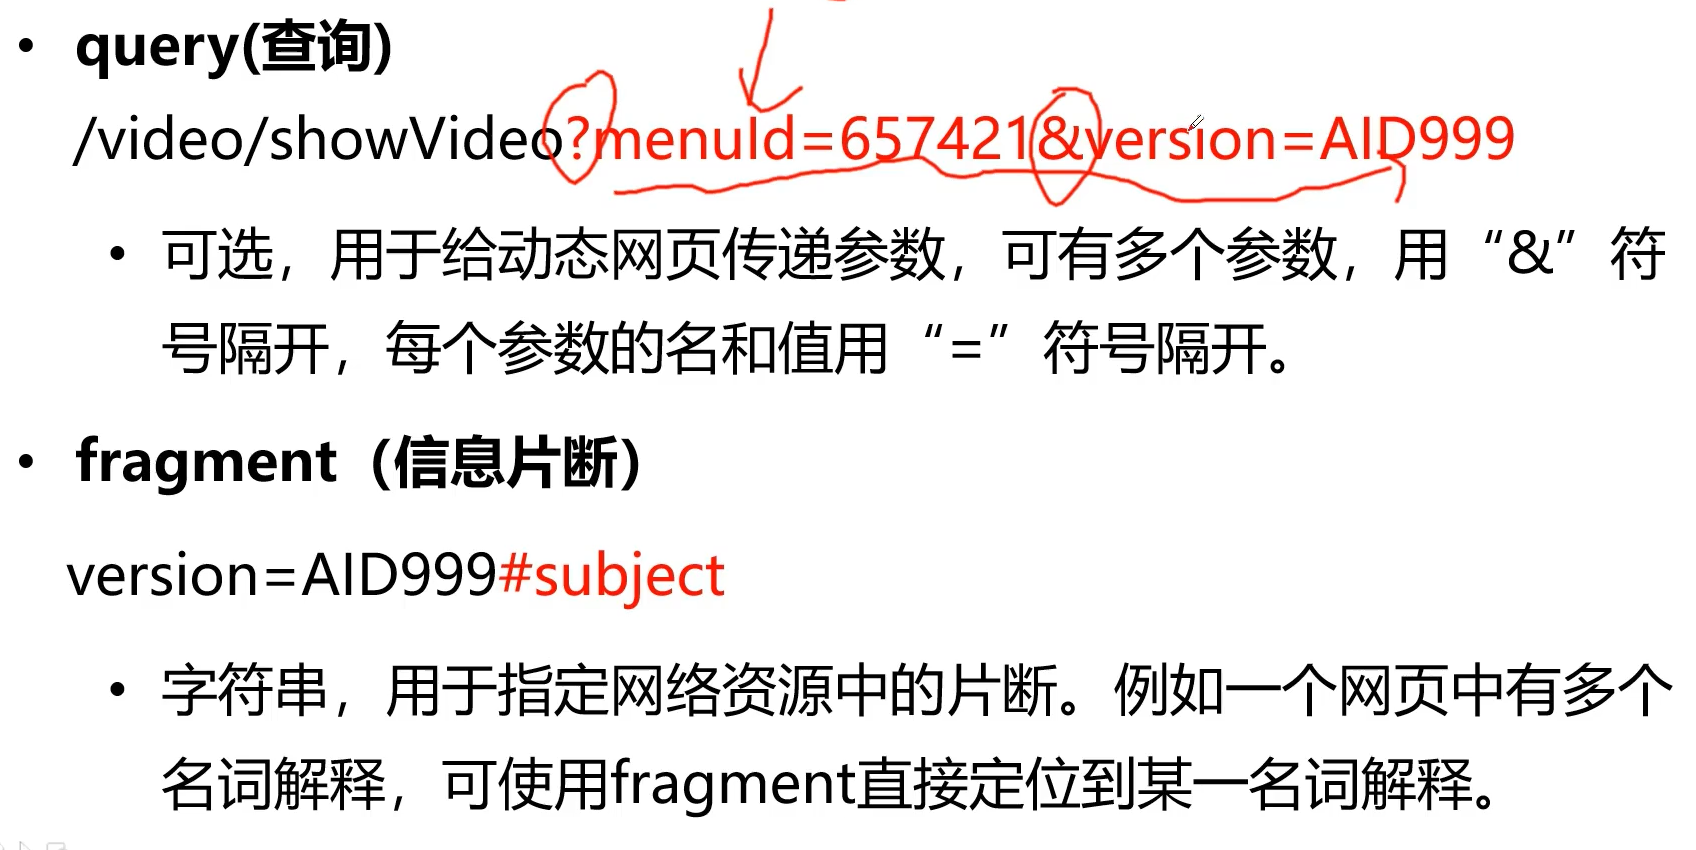 • query(查询)
/video/showVideo?menuId=657421&version=AID999
• 可选，用于给动态网页传递参数，可有多个参数，用“&”符
号隔开，每个参数的名和值用“=”符号隔开。
• fragment（信息片断）
version=AID999#subject
• 字符串，用于指定网络资源中的片断。例如一个网页中有多个
名词解释，可使用fragment直接定位到某一名词解释。